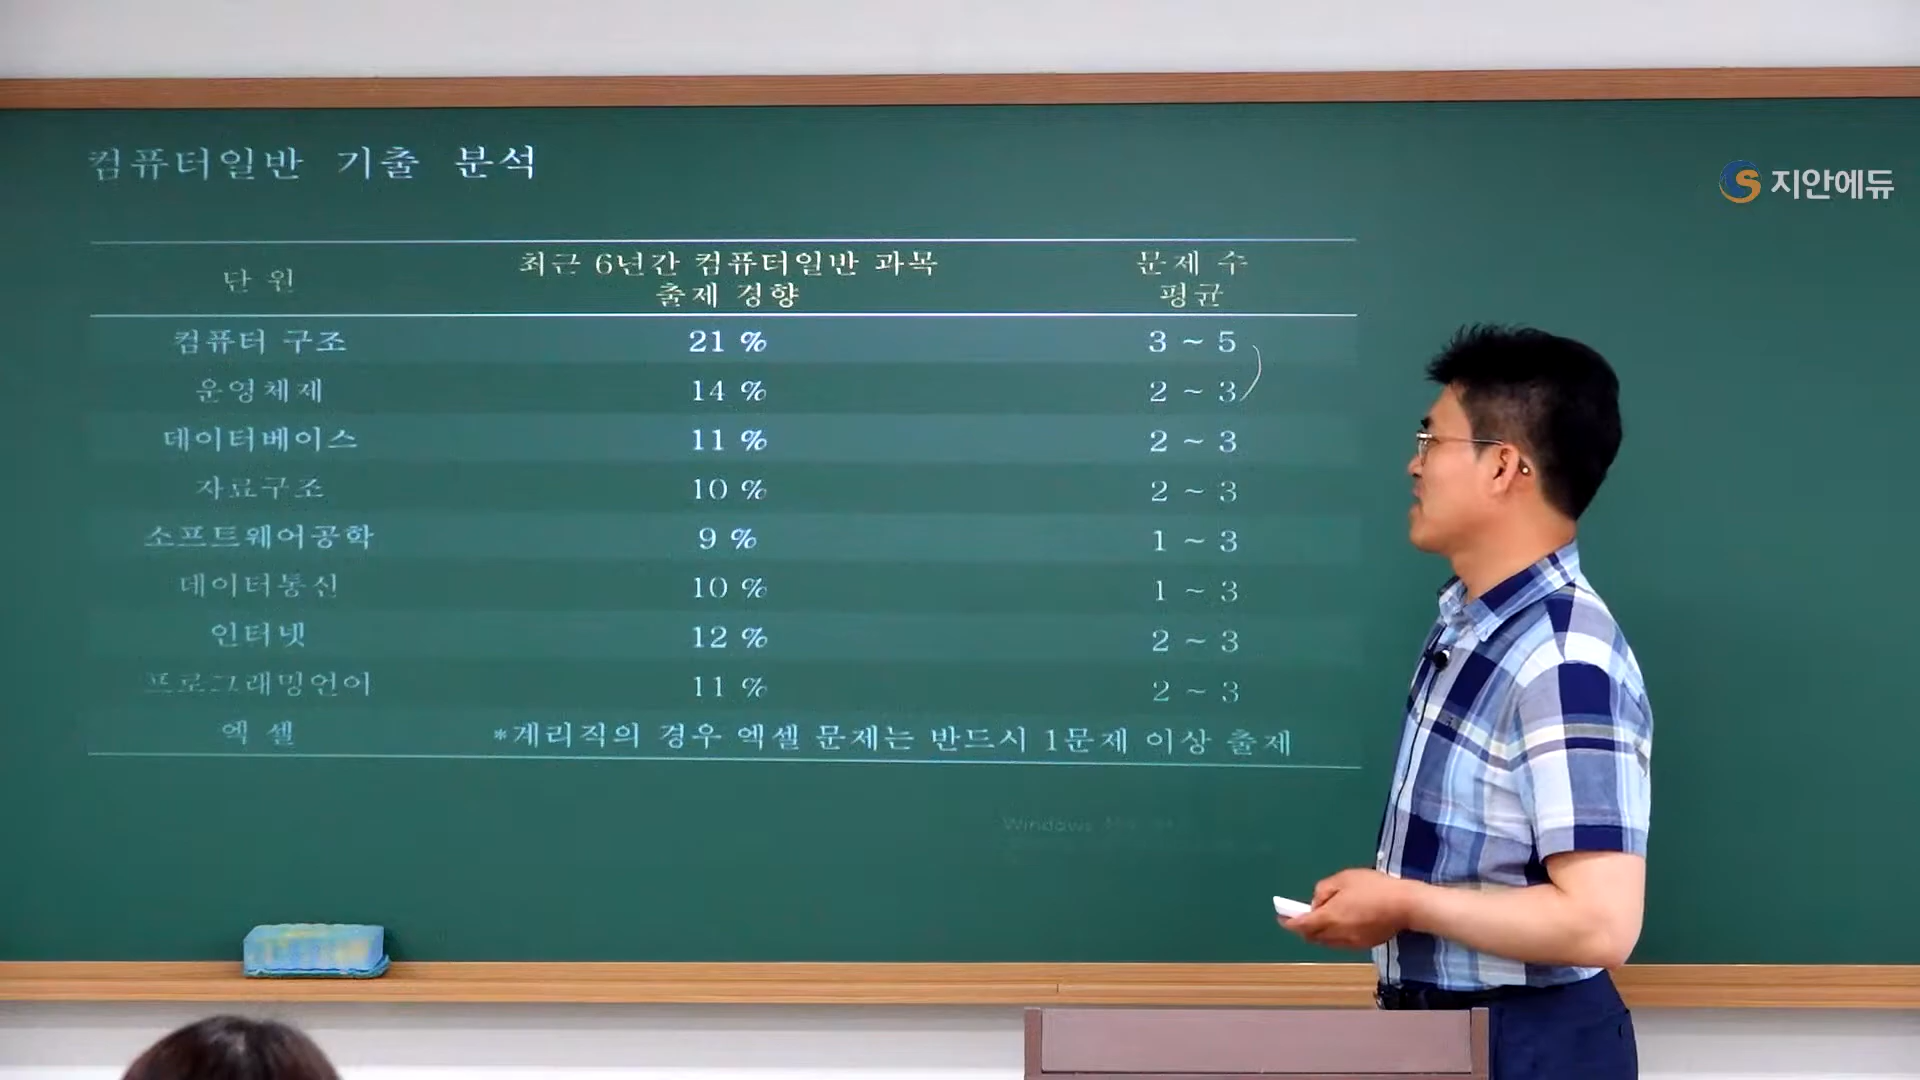 컴퓨터일반 기출 분석
지안에듀
단 원
최근 6년간 컴퓨터일반 과목
출제 경향
문제 수
평균
컴퓨터 구조 21 % 3 ~ 5
운영체제 14 % 2 ~ 3
데이터베이스 11 % 2 ~ 3
자료구조 10 % 2 ~ 3
소프트웨어공학 9 % 1 ~ 3
데이터통신 10 % 1 ~ 3
인터넷 12 % 2 ~ 3
프로그래밍언어 11 % 2 ~ 3
엑 셀 *계리직의 경우 엑셀 문제는 반드시 1문제 이상 출제
Windows